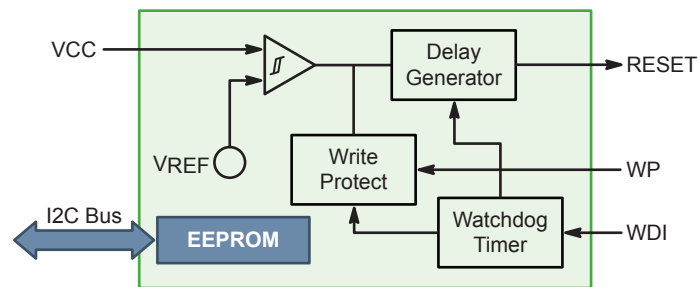 VCC
Delay
Generator
RESET
VREF
Write
Protect
WP
I2C Bus
EEPROM
Watchdog
Timer
WDI